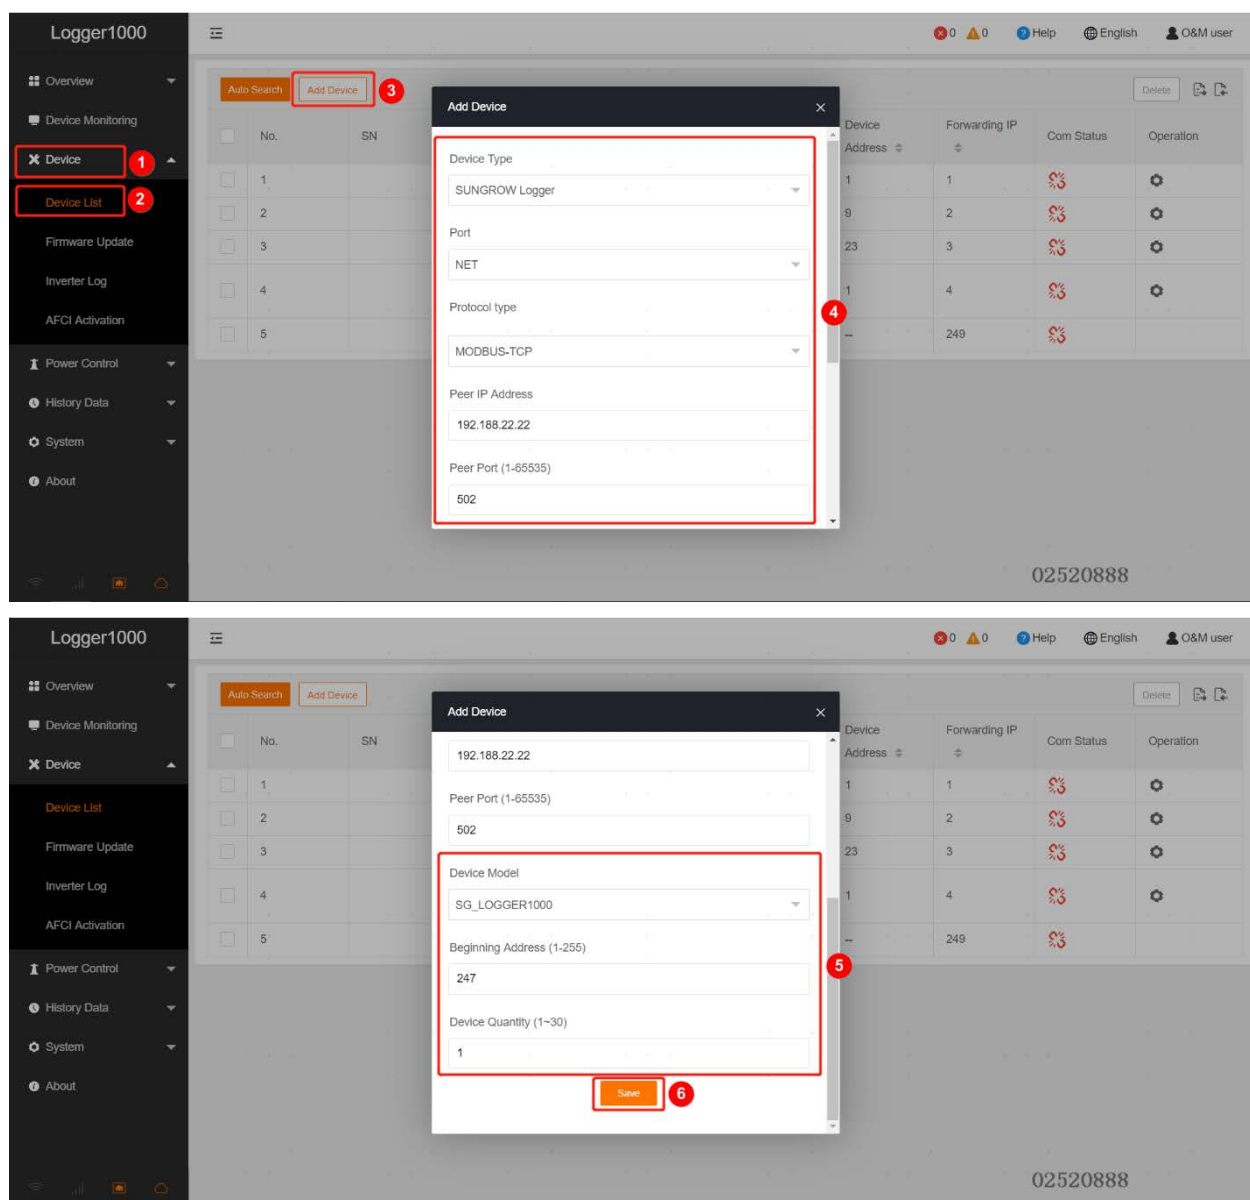 Logger1000
0 0 Help English O&M user
Overview
Device Monitoring
Device 1
Device List 2
Firmware Update
Inverter Log
AFCI Activation
Power Control
History Data
System
About
Auto Search Add Device 3 Delete
No. SN Device Address Forwarding IP Com Status Operation
1 1 1
2 9 2
3 23 3
4 1 4
5 -- 249
Add Device
Device Type
SUNGROW Logger
Port
NET
Protocol type
MODBUS-TCP
Peer IP Address
192.188.22.22
Peer Port (1-65535)
502
4
02520888
Logger1000
0 0 Help English O&M user
Overview
Device Monitoring
Device
Device List
Firmware Update
Inverter Log
AFCI Activation
Power Control
History Data
System
About
Auto Search Add Device Delete
No. SN Device Address Forwarding IP Com Status Operation
1 1 1
2 9 2
3 23 3
4 1 4
5 -- 249
Add Device
192.188.22.22
Peer Port (1-65535)
502
Device Model
SG_LOGGER1000
Beginning Address (1-255)
247
Device Quantity (1~30)
1
5
Save 6
02520888